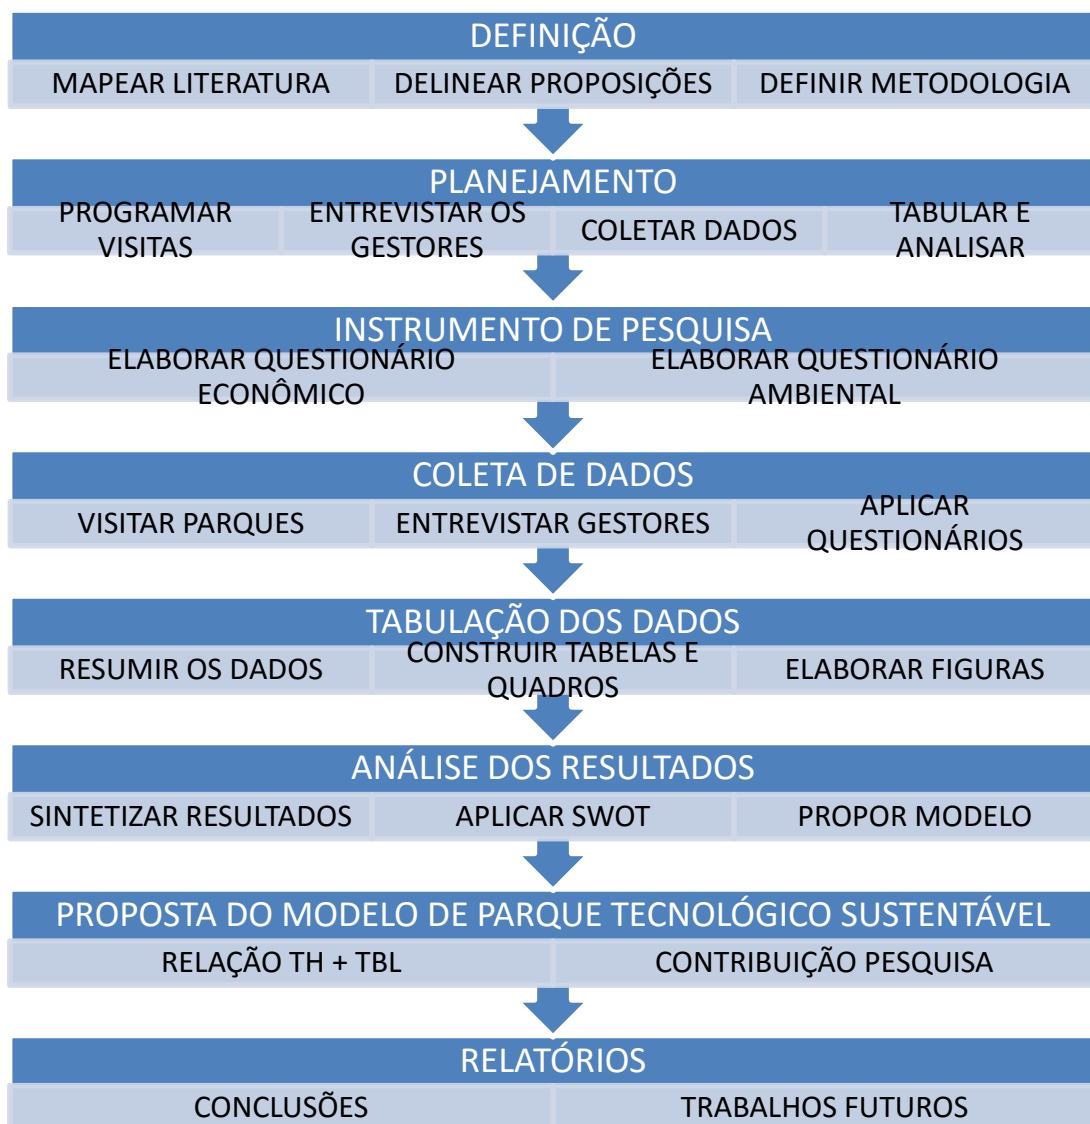 DEFINIÇÃO
MAPEAR LITERATURA
DELINEAR PROPOSIÇÕES
DEFINIR METODOLOGIA
PLANEJAMENTO
PROGRAMAR
VISITAS
ENTREVISTAR OS
GESTORES
COLETAR DADOS
TABULAR E
ANALISAR
INSTRUMENTO DE PESQUISA
ELABORAR QUESTIONÁRIO
ECONÔMICO
ELABORAR QUESTIONÁRIO
AMBIENTAL
COLETA DE DADOS
VISITAR PARQUES
ENTREVISTAR GESTORES
APLICAR
QUESTIONÁRIOS
TABULAÇÃO DOS DADOS
RESUMIR OS DADOS
CONSTRUIR TABELAS E
QUADROS
ELABORAR FIGURAS
ANÁLISE DOS RESULTADOS
SINTETIZAR RESULTADOS
APLICAR SWOT
PROPOR MODELO
PROPOSTA DO MODELO DE PARQUE TECNOLÓGICO SUSTENTÁVEL
RELAÇÃO TH + TBL
CONTRIBUIÇÃO PESQUISA
RELATÓRIOS
CONCLUSÕES
TRABALHOS FUTUROS